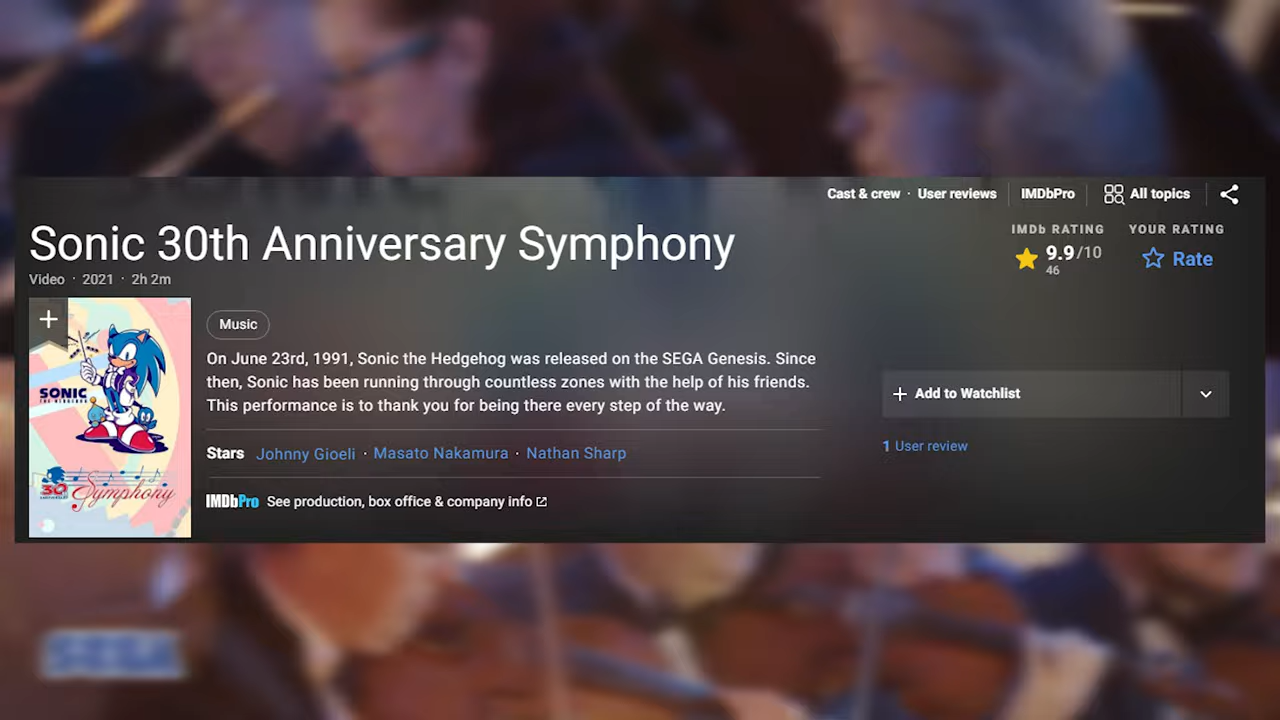 Cast & crew · User reviews IMDbPro All topics
Sonic 30th Anniversary Symphony
IMDb RATING YOUR RATING
9.9/10 Rate
46
Video · 2021 · 2h 2m
Music
On June 23rd, 1991, Sonic the Hedgehog was released on the SEGA Genesis. Since
then, Sonic has been running through countless zones with the help of his friends.
This performance is to thank you for being there every step of the way.
Add to Watchlist
1 User review
Stars Johnny Gioeli · Masato Nakamura · Nathan Sharp
IMDbPro See production, box office & company info
SONIC
THE HEDGEHOG
30
Symphony
SEGA